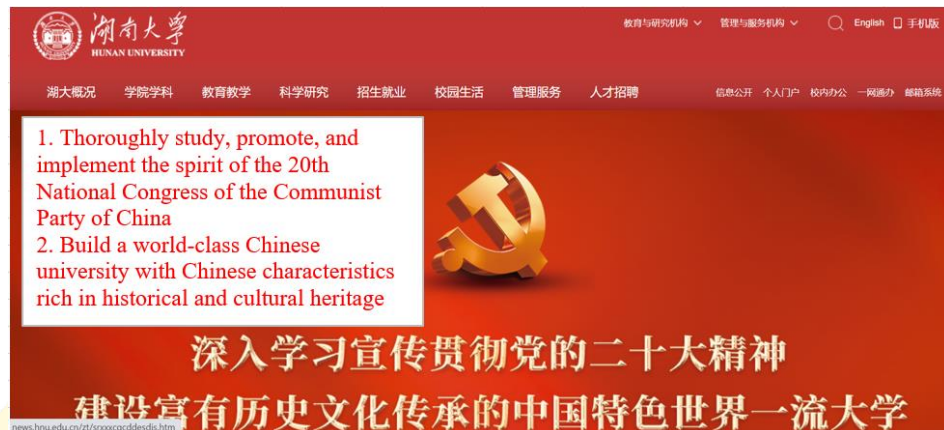 湖南大学
HUNAN UNIVERSITY
教育与研究机构 管理与服务机构 English 手机版
湖大概况 学院学科 教育教学 科学研究 招生就业 校园生活 管理服务 人才招聘
信息公开 个人门户 校内办公 一网通办 邮箱系统
1. Thoroughly study, promote, and
implement the spirit of the 20th
National Congress of the Communist
Party of China
2. Build a world-class Chinese
university with Chinese characteristics
rich in historical and cultural heritage
深入学习宣传贯彻党的二十大精神
建设富有历史文化传承的中国特色世界一流大学